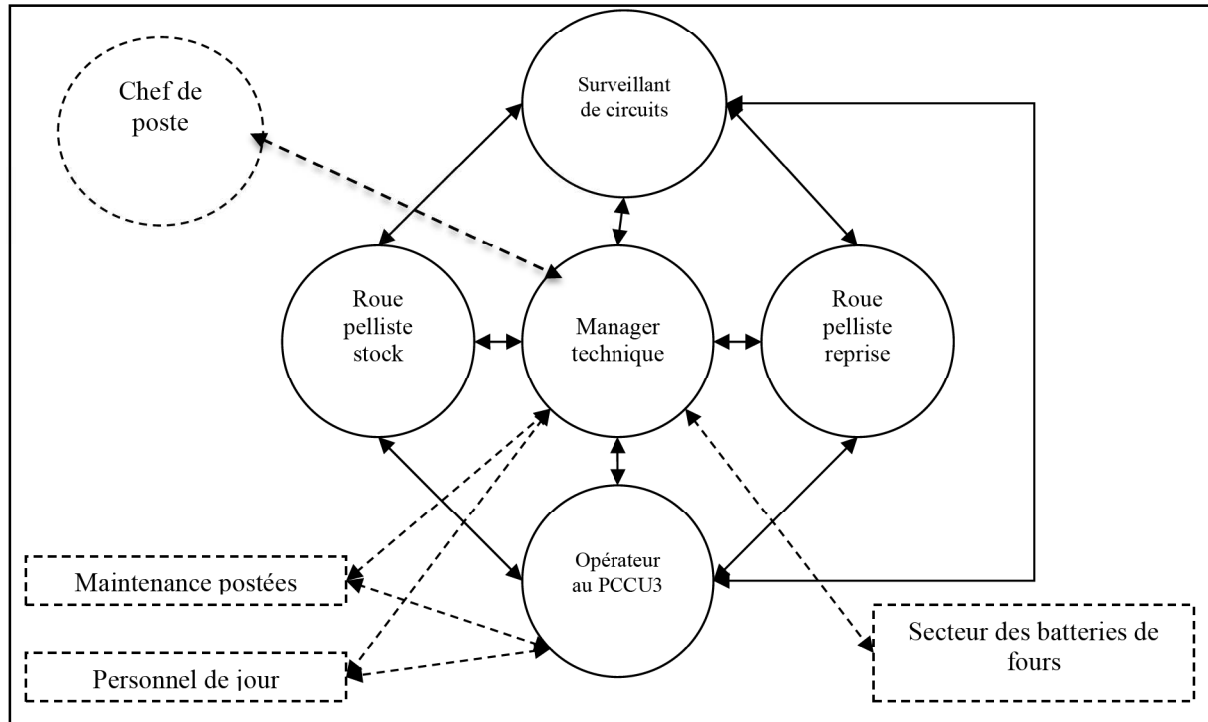 Chef de
poste
Surveillant
de circuits
Roue
pelliste
stock
Manager
technique
Roue
pelliste
reprise
Opérateur
au PCCU3
Maintenance postées
Personnel de jour
Secteur des batteries de
fours